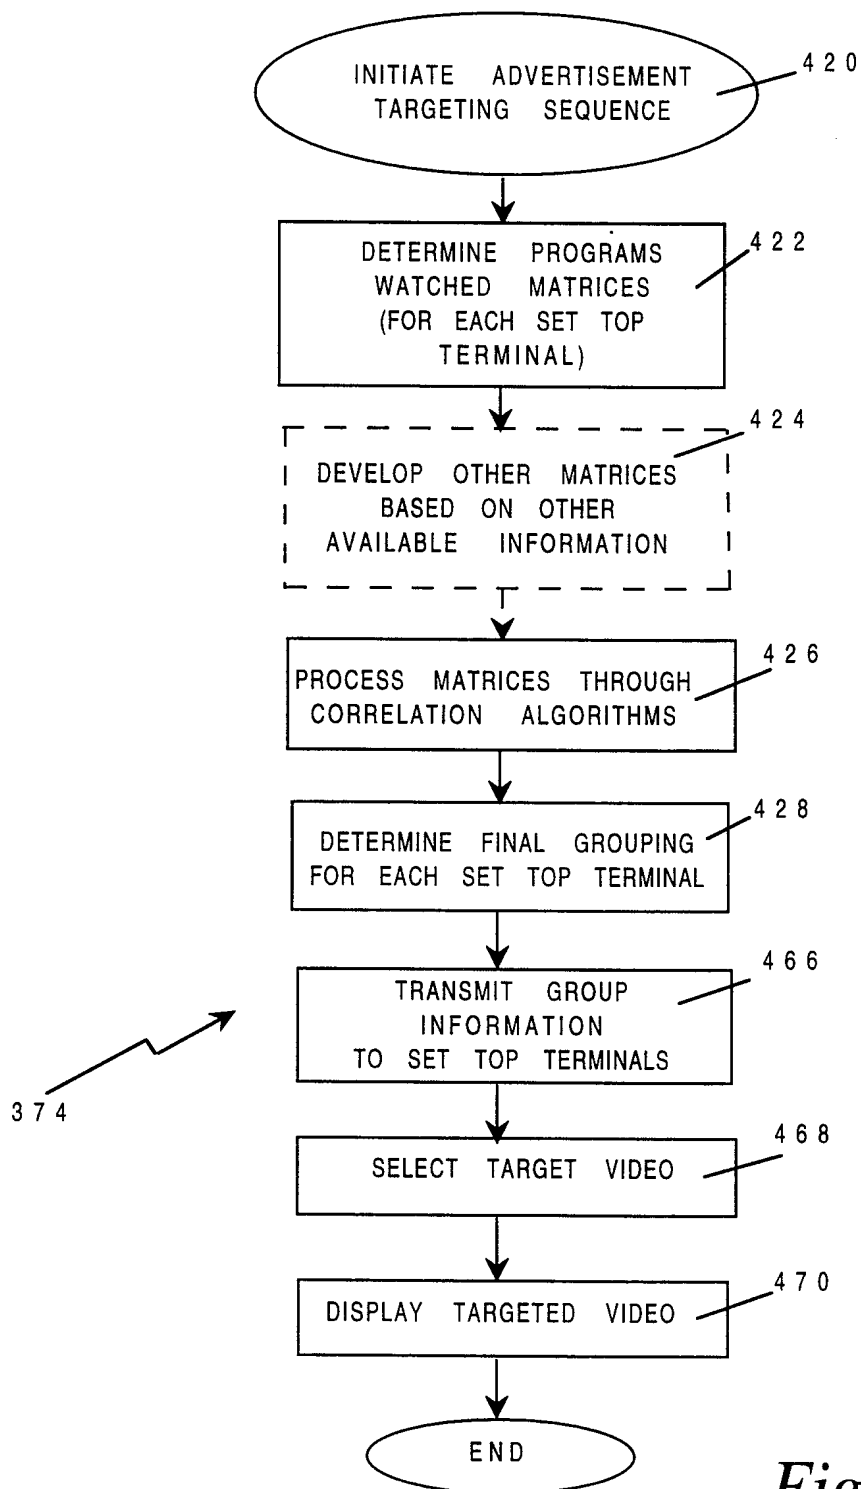 INITIATE ADVERTISEMENT
TARGETING SEQUENCE
420
DETERMINE PROGRAMS
WATCHED MATRICES
(FOR EACH SET TOP
TERMINAL)
422
DEVELOP OTHER MATRICES
BASED ON OTHER
AVAILABLE INFORMATION
424
PROCESS MATRICES THROUGH
CORRELATION ALGORITHMS
426
DETERMINE FINAL GROUPING
FOR EACH SET TOP TERMINAL
428
TRANSMIT GROUP
INFORMATION
TO SET TOP TERMINALS
466
374
SELECT TARGET VIDEO
468
DISPLAY TARGETED VIDEO
470
END